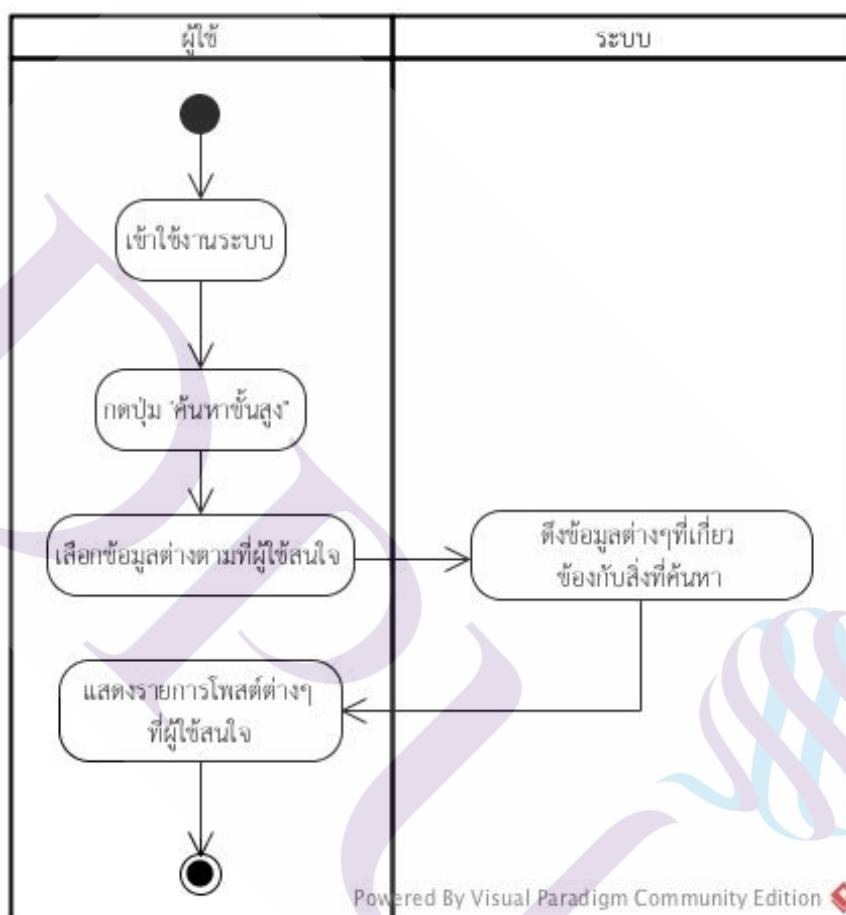 ผู้ใช้
ระบบ
เข้าใช้งานระบบ
กดปุ่ม "ค้นหาขั้นสูง"
เลือกข้อมูลต่างตามที่ผู้ใช้สนใจ
ดึงข้อมูลต่างๆที่เกี่ยว
ข้องกับสิ่งที่ค้นหา
แสดงรายการโพสต์ต่างๆ
ที่ผู้ใช้สนใจ
Powered By Visual Paradigm Community Edition